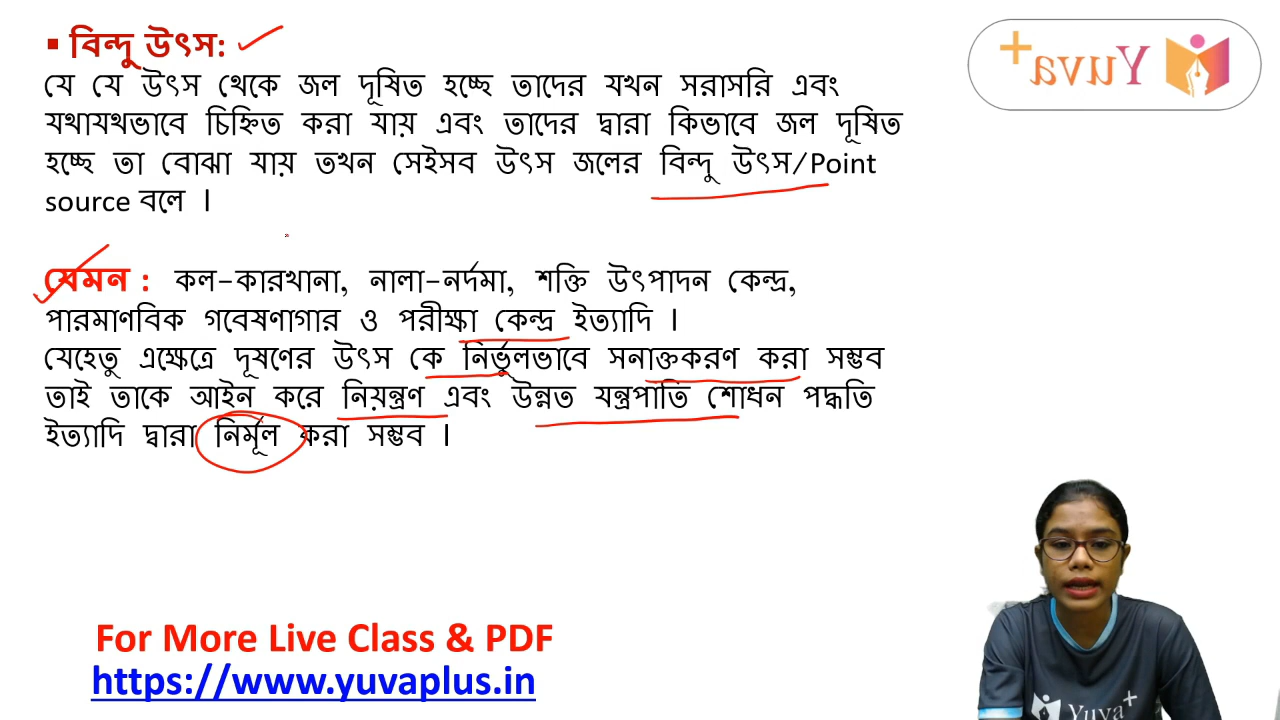 ▪ বিন্দু উৎস:
যে যে উৎস থেকে জল দূষিত হচ্ছে তাদের যখন সরাসরি এবং
যথাযথভাবে চিহ্নিত করা যায় এবং তাদের দ্বারা কিভাবে জল দূষিত
হচ্ছে তা বোঝা যায় তখন সেইসব উৎস জলের বিন্দু উৎস/Point
source বলে ।
যেমন : কল-কারখানা, নালা-নর্দমা, শক্তি উৎপাদন কেন্দ্র,
পারমাণবিক গবেষণাগার ও পরীক্ষা কেন্দ্র ইত্যাদি ।
যেহেতু এক্ষেত্রে দূষণের উৎস কে নির্ভুলভাবে সনাক্তকরণ করা সম্ভব
তাই তাকে আইন করে নিয়ন্ত্রণ এবং উন্নত যন্ত্রপাতি শোধন পদ্ধতি
ইত্যাদি দ্বারা নির্মূল করা সম্ভব ।
Yuva+
For More Live Class & PDF
https://www.yuvaplus.in
Yuva+